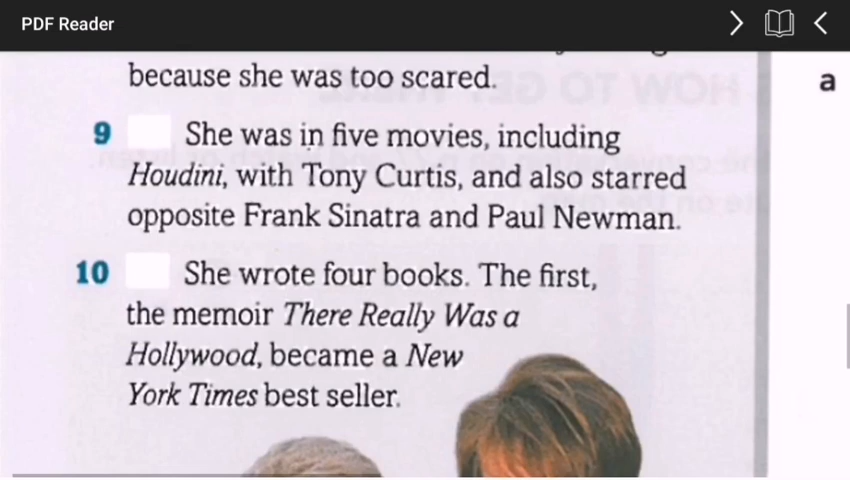 PDF Reader
because she was too scared.
a
9 She was in five movies, including
Houdini, with Tony Curtis, and also starred
opposite Frank Sinatra and Paul Newman.
10 She wrote four books. The first,
the memoir There Really Was a
Hollywood, became a New
York Times best seller.